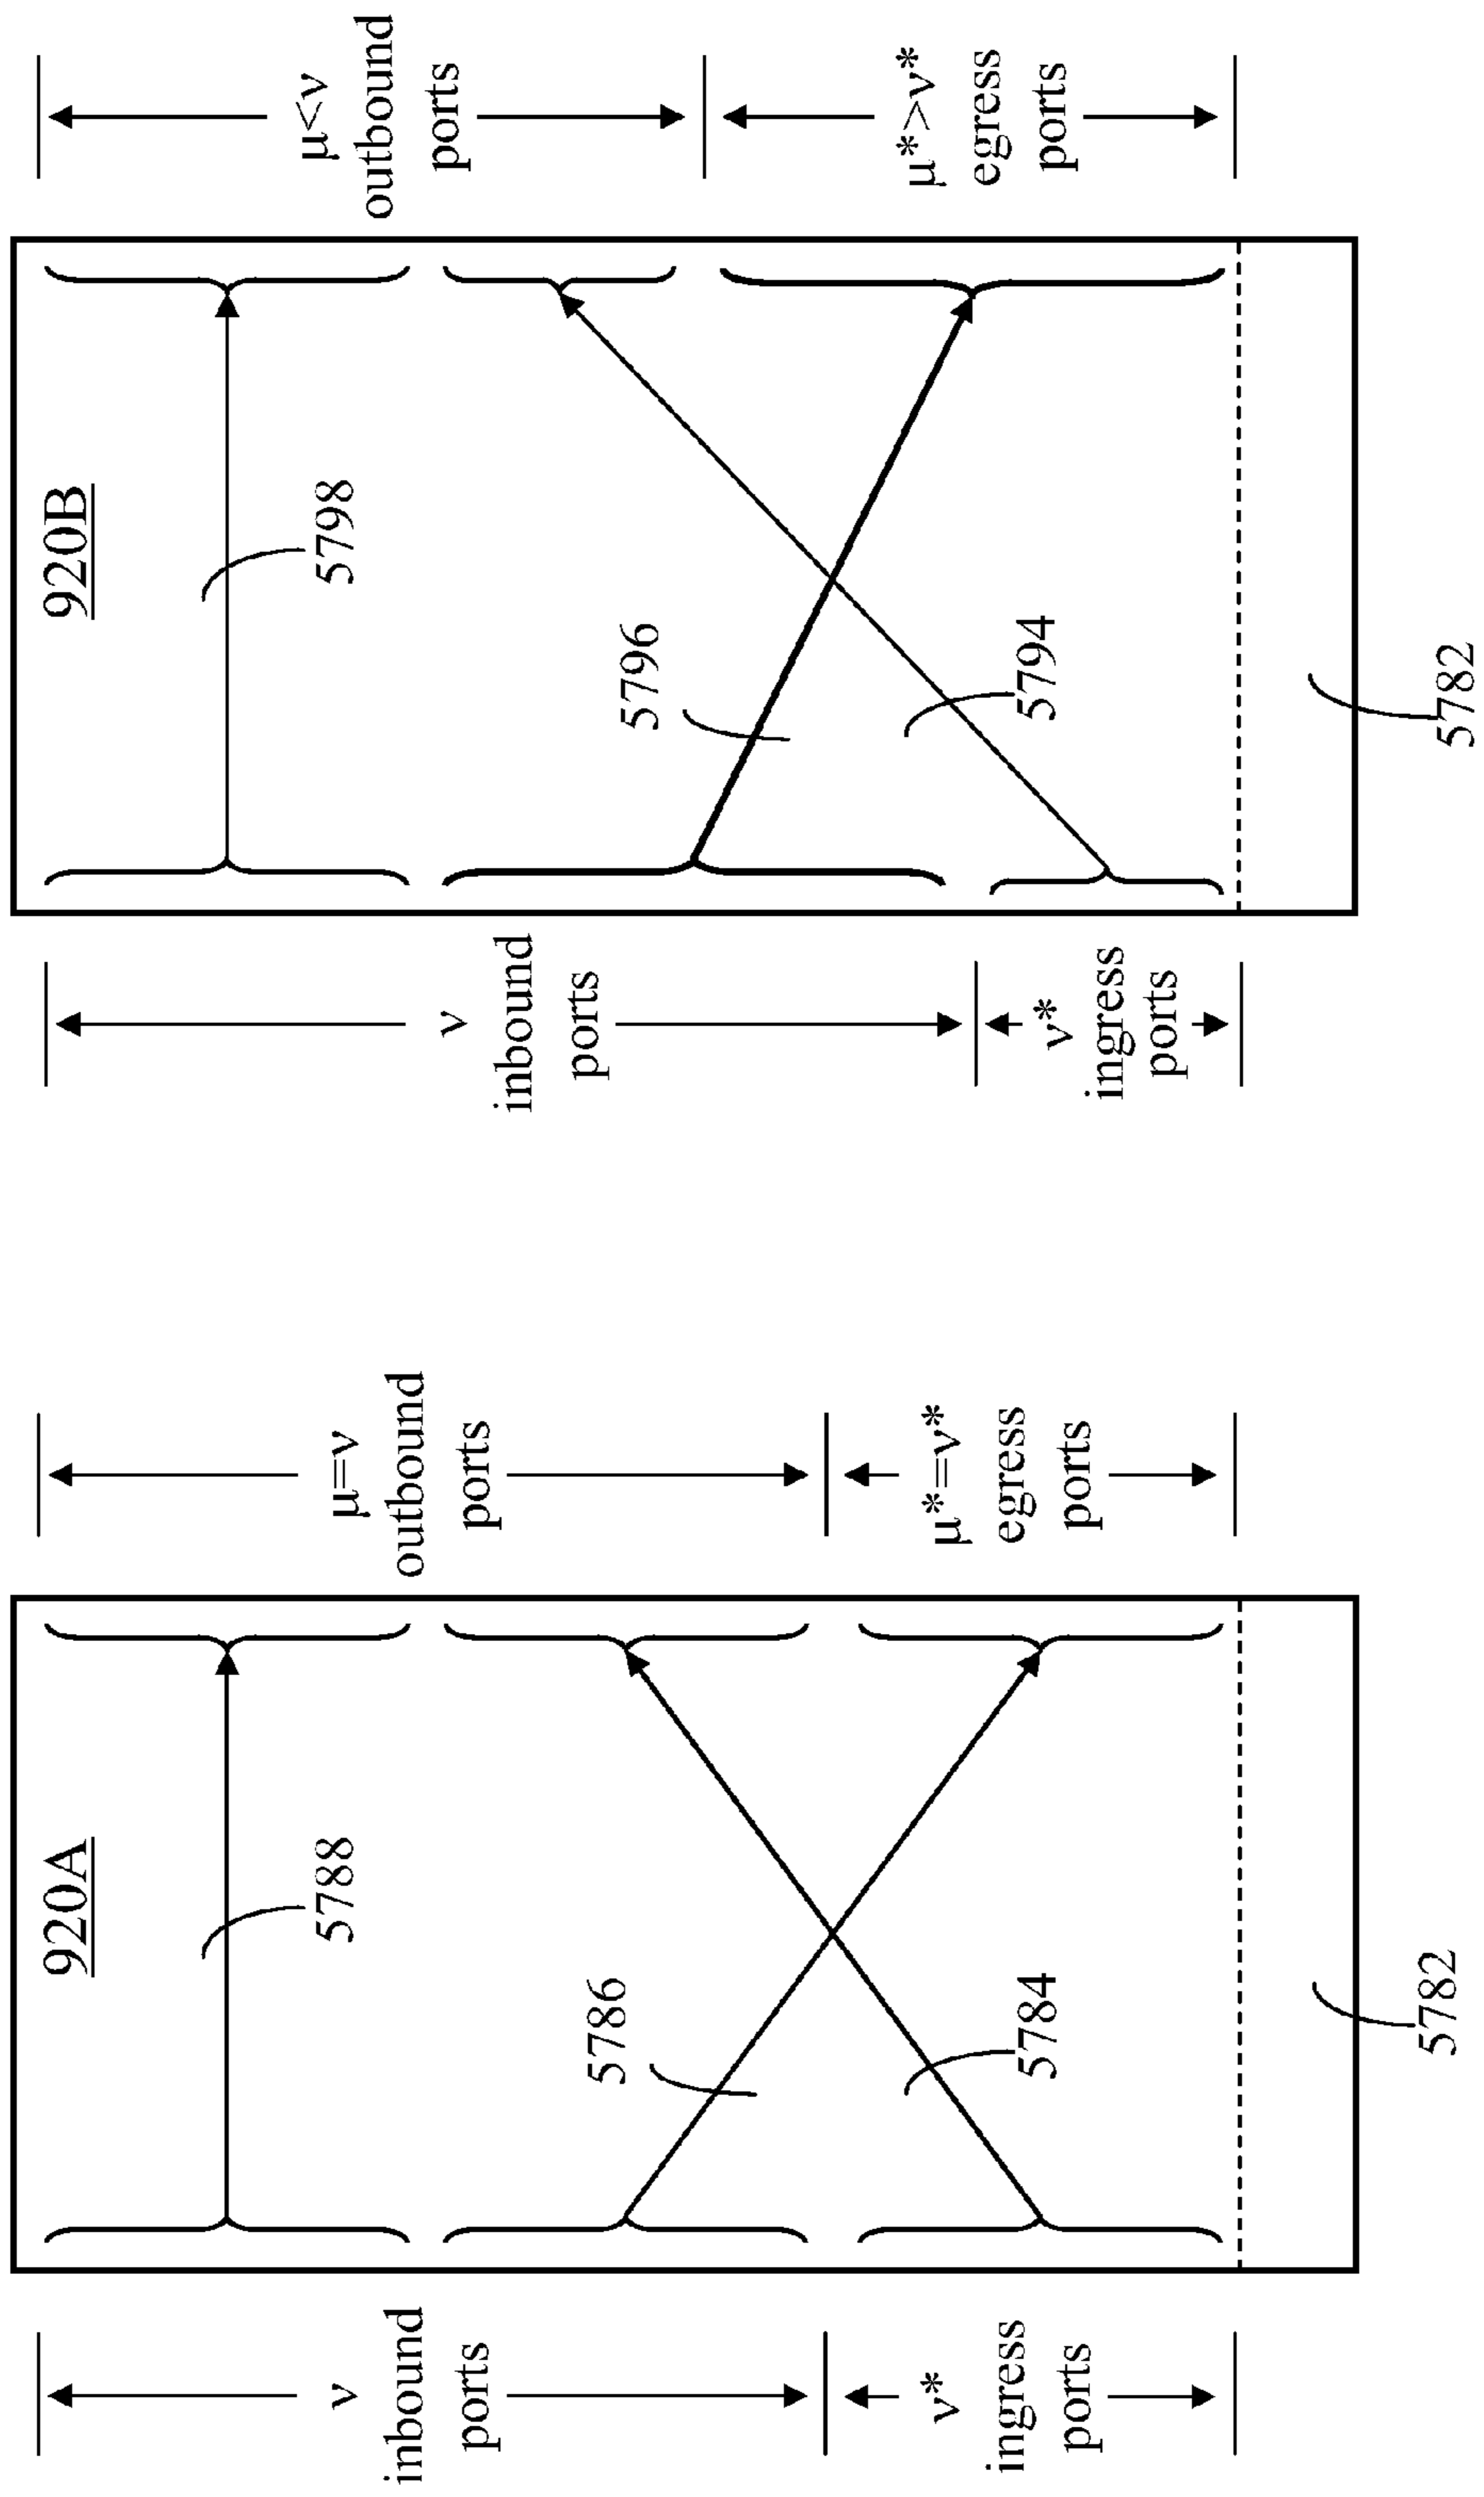 920A
ν
inbound
ports
ν*
ingress
ports
5788
5786
5784
5782
μ=ν
outbound
ports
μ*=ν*
egress
ports
920B
ν
inbound
ports
ν*
ingress
ports
5798
5796
5794
5782
μ<ν
outbound
ports
μ*>ν*
egress
ports